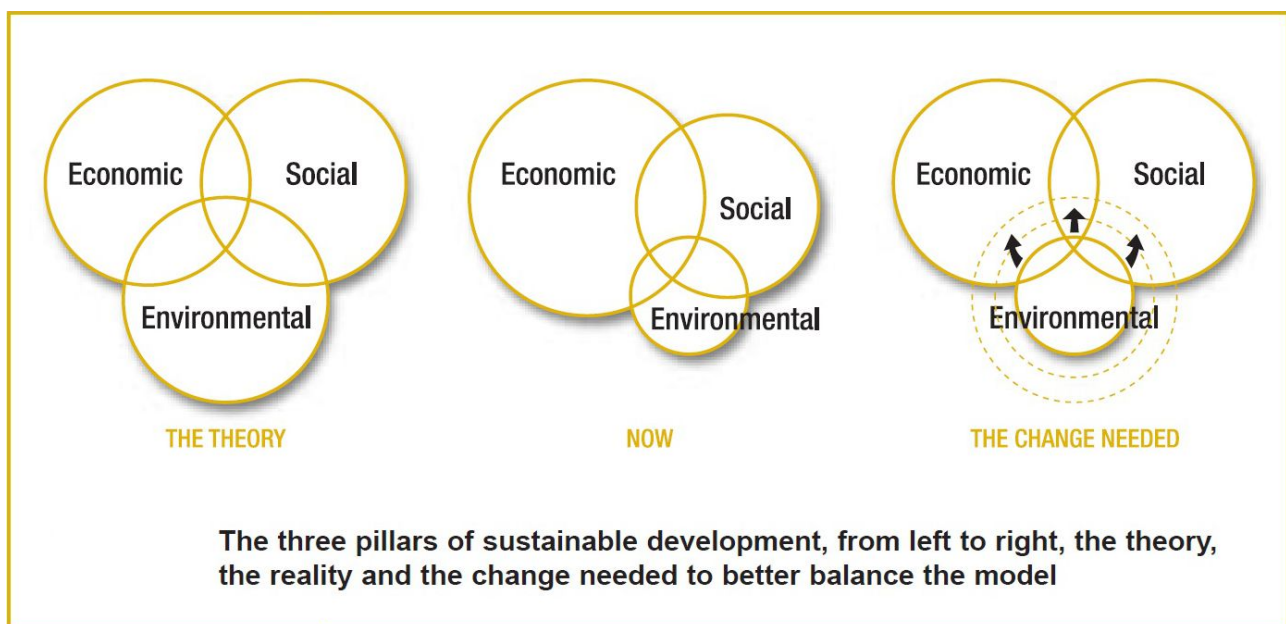 Economic
Social
Environmental
THE THEORY
Economic
Social
Environmental
NOW
Economic
Social
Environmental
THE CHANGE NEEDED
The three pillars of sustainable development, from left to right, the theory,
the reality and the change needed to better balance the model